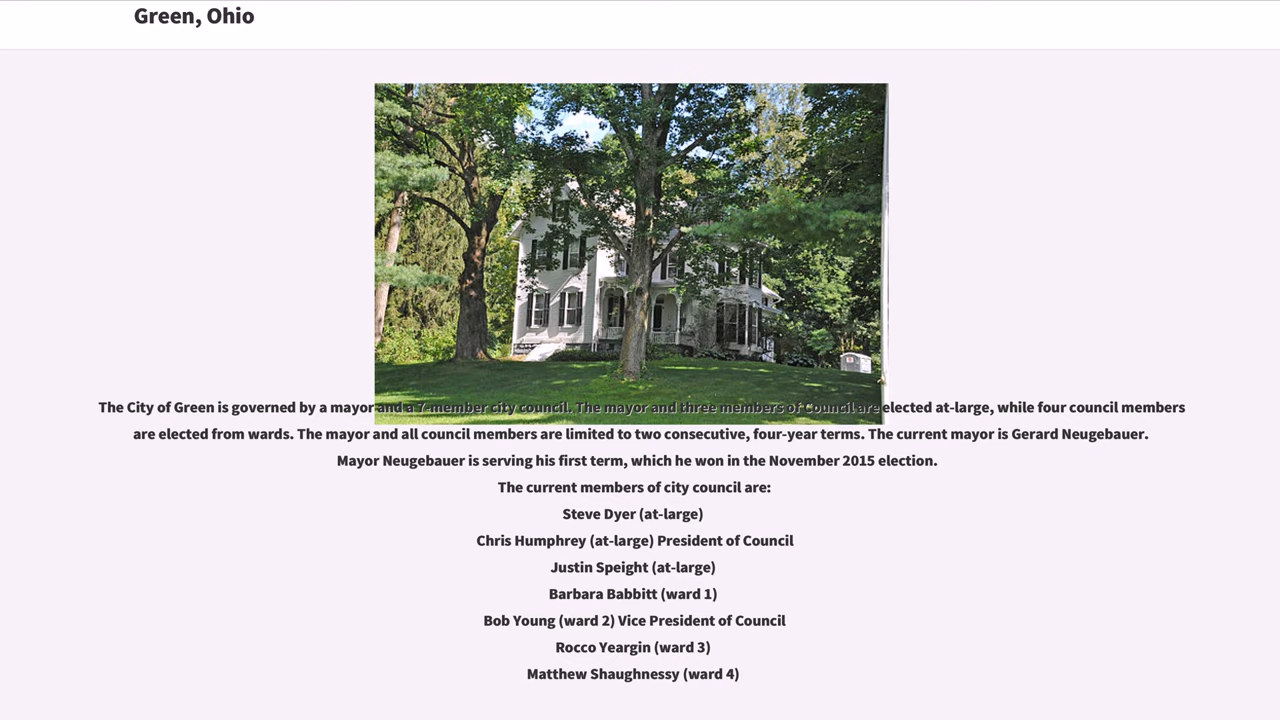 Green, Ohio
The City of Green is governed by a mayor and a 7-member city council. The mayor and three members of Council are elected at-large, while four council members
are elected from wards. The mayor and all council members are limited to two consecutive, four-year terms. The current mayor is Gerard Neugebauer.
Mayor Neugebauer is serving his first term, which he won in the November 2015 election.
The current members of city council are:
Steve Dyer (at-large)
Chris Humphrey (at-large) President of Council
Justin Speight (at-large)
Barbara Babbitt (ward 1)
Bob Young (ward 2) Vice President of Council
Rocco Yeargin (ward 3)
Matthew Shaughnessy (ward 4)